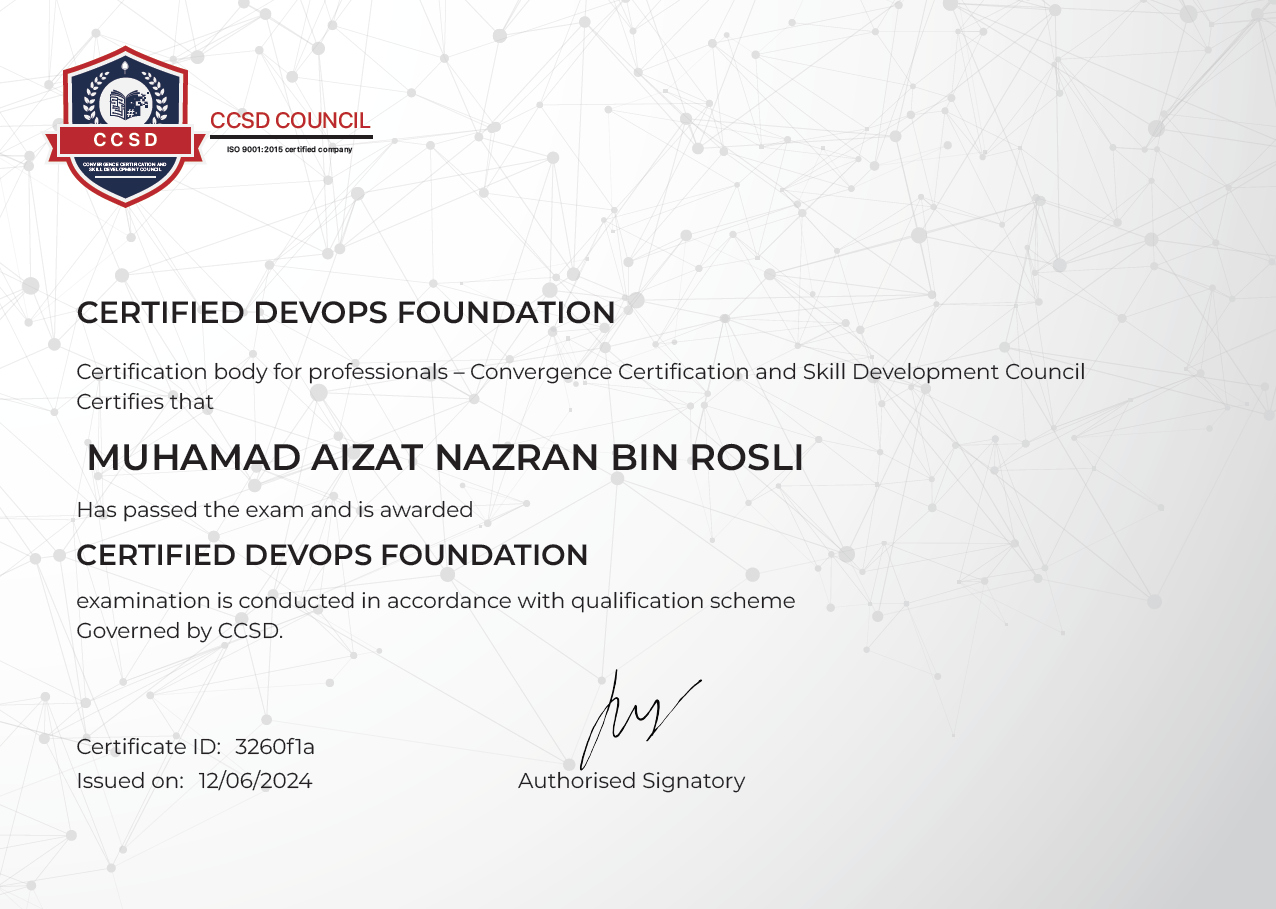 CCSD
CONVERGENCE CERTIFICATION AND
SKILL DEVELOPMENT COUNCIL
CCSD COUNCIL
ISO 9001:2015 certified company
CERTIFIED DEVOPS FOUNDATION
Certification body for professionals – Convergence Certification and Skill Development Council
Certifies that
MUHAMAD AIZAT NAZRAN BIN ROSLI
Has passed the exam and is awarded
CERTIFIED DEVOPS FOUNDATION
examination is conducted in accordance with qualification scheme
Governed by CCSD.
Certificate ID: 3260f1a
Issued on: 12/06/2024
Authorised Signatory